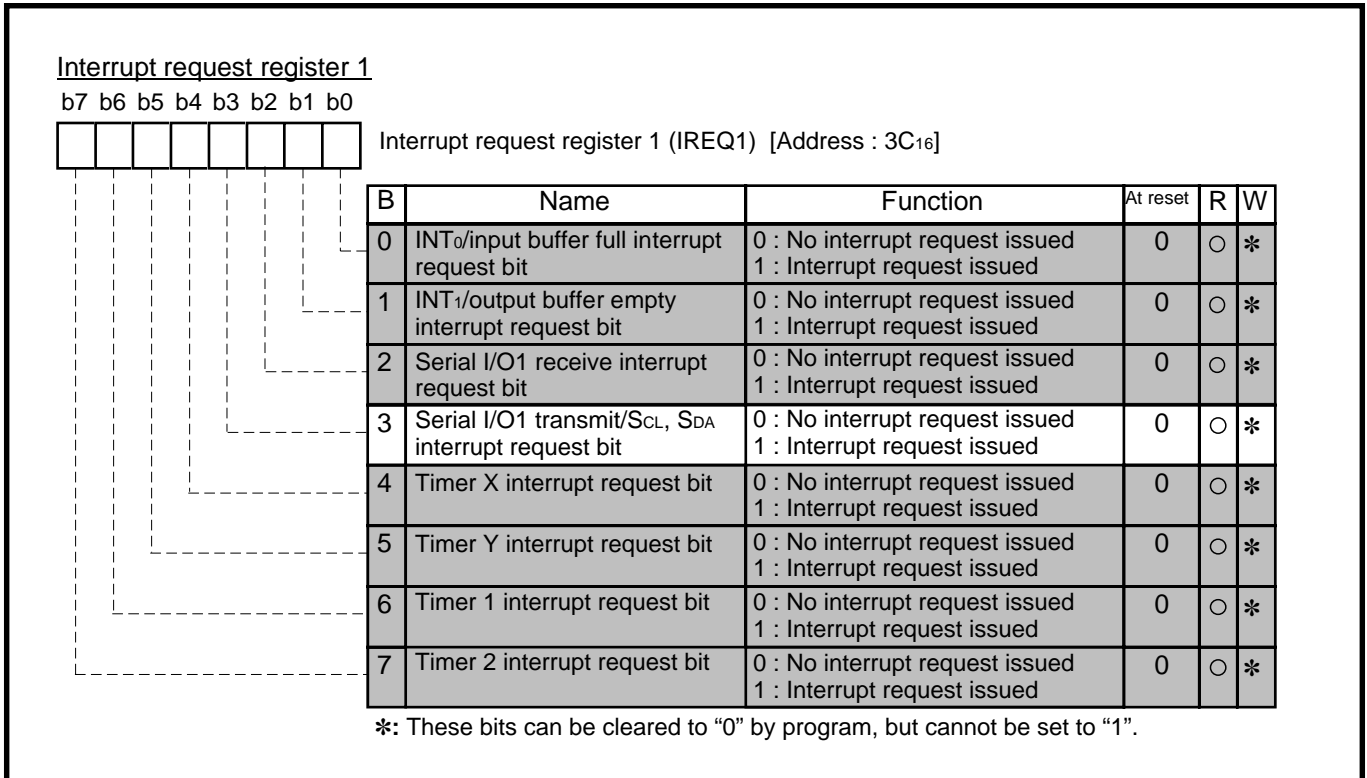 Interrupt request register 1
b7 b6 b5 b4 b3 b2 b1 b0
Interrupt request register 1 (IREQ1) [Address : 3C16]
B Name Function At reset R W
0 INT0/input buffer full interrupt request bit 0 : No interrupt request issued 1 : Interrupt request issued 0 ○ ✻
1 INT1/output buffer empty interrupt request bit 0 : No interrupt request issued 1 : Interrupt request issued 0 ○ ✻
2 Serial I/O1 receive interrupt request bit 0 : No interrupt request issued 1 : Interrupt request issued 0 ○ ✻
3 Serial I/O1 transmit/SCL, SDA interrupt request bit 0 : No interrupt request issued 1 : Interrupt request issued 0 ○ ✻
4 Timer X interrupt request bit 0 : No interrupt request issued 1 : Interrupt request issued 0 ○ ✻
5 Timer Y interrupt request bit 0 : No interrupt request issued 1 : Interrupt request issued 0 ○ ✻
6 Timer 1 interrupt request bit 0 : No interrupt request issued 1 : Interrupt request issued 0 ○ ✻
7 Timer 2 interrupt request bit 0 : No interrupt request issued 1 : Interrupt request issued 0 ○ ✻
✻: These bits can be cleared to “0” by program, but cannot be set to “1”.